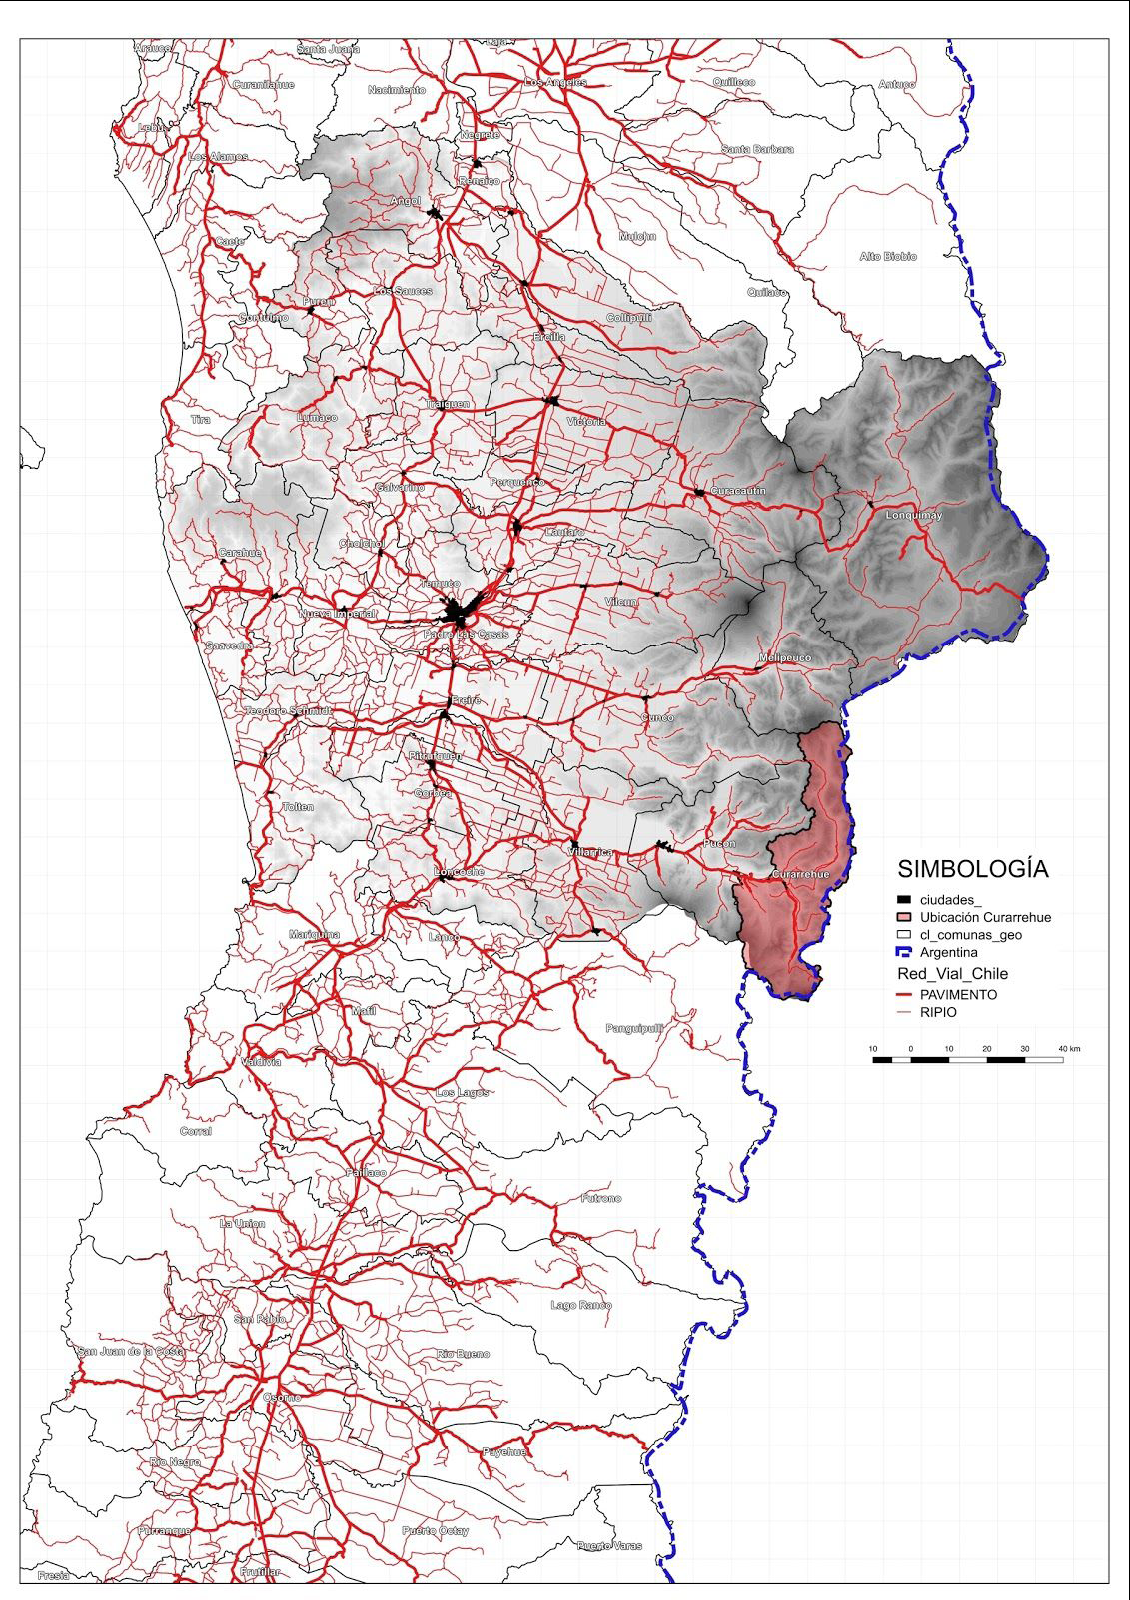 Arauco
Santa Juana
Laja
Curanilahue
Nacimiento
Los Angeles
Quilleco
Antuco
Lebu
Negrete
Los Alamos
Santa Barbara
Renaico
Angol
Mulchn
Caete
Alto Biobio
Los Sauces
Quilaco
Puren
Contulmo
Collipulli
Ercilla
Tira
Lumaco
Traiguen
Victoria
Galvarino
Perquenco
Curacautin
Lonquimay
Lautaro
Cholchol
Carahue
Temuco
Vilcun
Nueva Imperial
Padre Las Casas
Saavedra
Melipeuco
Freire
Teodoro Schmidt
Cunco
Pitrufquen
Gorbea
Tolten
Pucon
Villarrica
Loncoche
Curarrehue
SIMBOLOGÍA
ciudades_
Ubicación Curarrehue
cl_comunas_geo
Argentina
Red_Vial_Chile
PAVIMENTO
RIPIO
Mariquina
Lanco
Mafil
Panguipulli
10 0 10 20 30 40 km
Valdivia
Los Lagos
Corral
Paillaco
Futrono
La Union
Lago Ranco
San Pablo
San Juan de la Costa
Rio Bueno
Osorno
Puyehue
Rio Negro
Purranque
Puerto Octay
Puerto Varas
Fresia
Frutillar